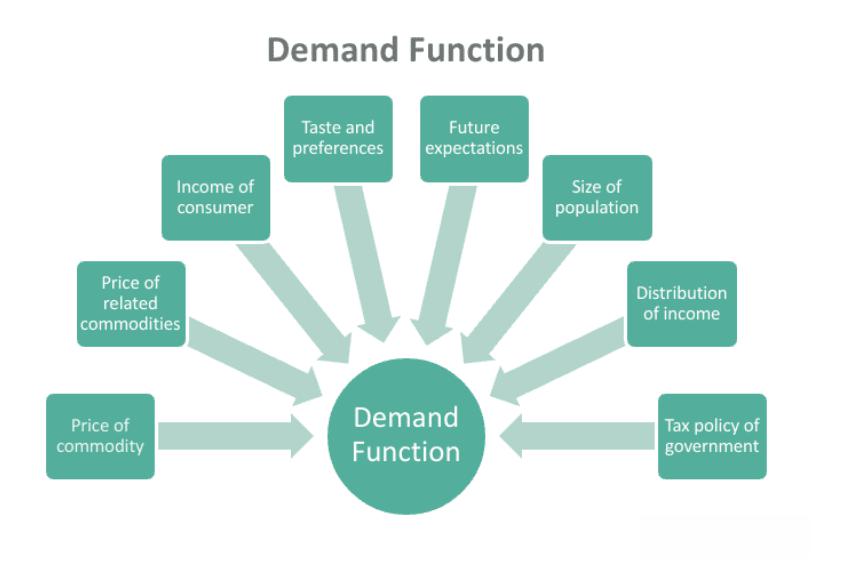 Demand Function
Taste and
preferences
Future
expectations
Income of
consumer
Size of
population
Price of
related
commodities
Distribution
of income
Price of
commodity
Demand
Function
Tax policy of
government